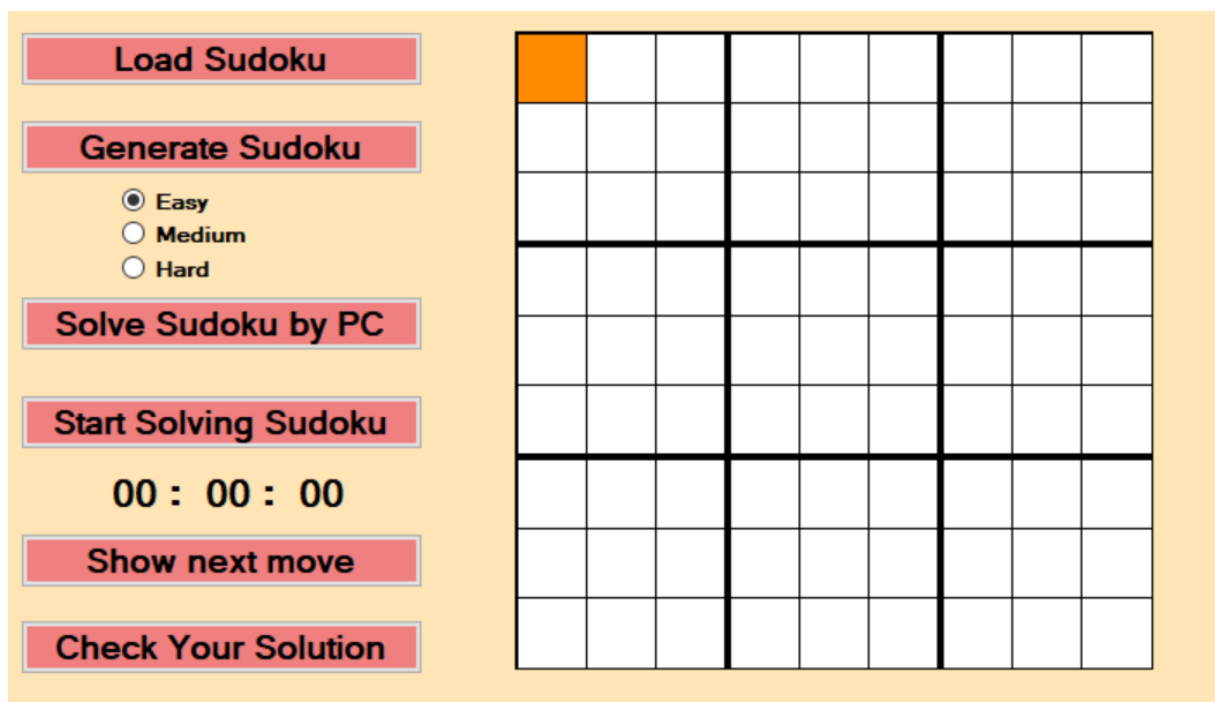 Load Sudoku
Generate Sudoku
Easy
Medium
Hard
Solve Sudoku by PC
Start Solving Sudoku
00 : 00 : 00
Show next move
Check Your Solution